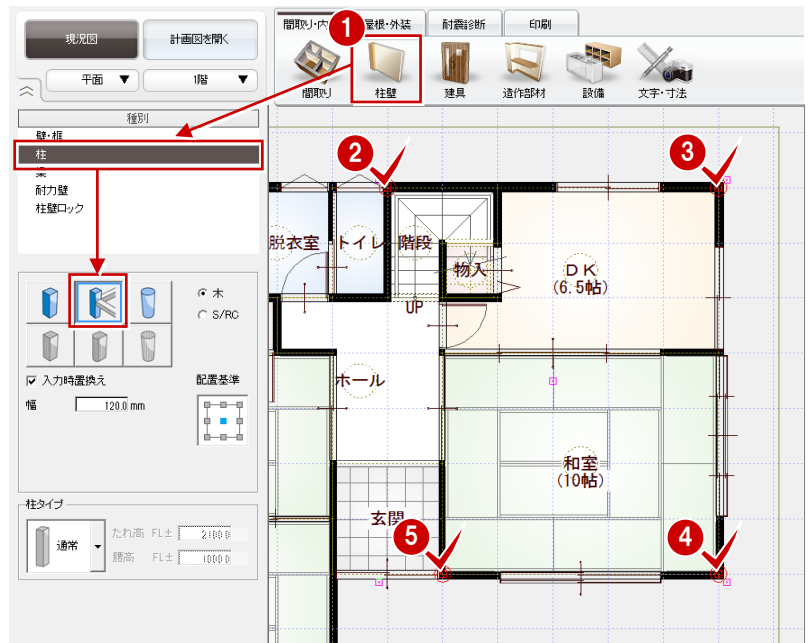 現況図
計画図を開く
平面 ▼
1階 ▼
間取り・内
屋根・外装
耐震診断
印刷
1
間取り
柱壁
建具
造作部材
設備
文字・寸法
種別
壁・框
柱
梁
耐力壁
柱壁ロック
木
S/RC
入力時置換え
配置基準
幅 120.0 mm
柱タイプ
通常
たれ高 FL± 2100.0
腰高 FL± 1000.0
2
3
脱衣室
トイレ
階段
物入
DK
(6.5帖)
UP
ホール
和室
(10帖)
玄関
5
4